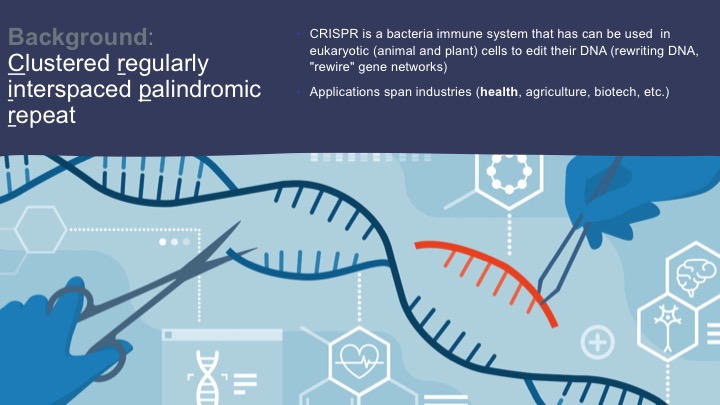 Background:
Clustered regularly
interspaced palindromic
repeat
CRISPR is a bacteria immune system that has can be used in
eukaryotic (animal and plant) cells to edit their DNA (rewriting DNA,
"rewire" gene networks)
Applications span industries (health, agriculture, biotech, etc.)